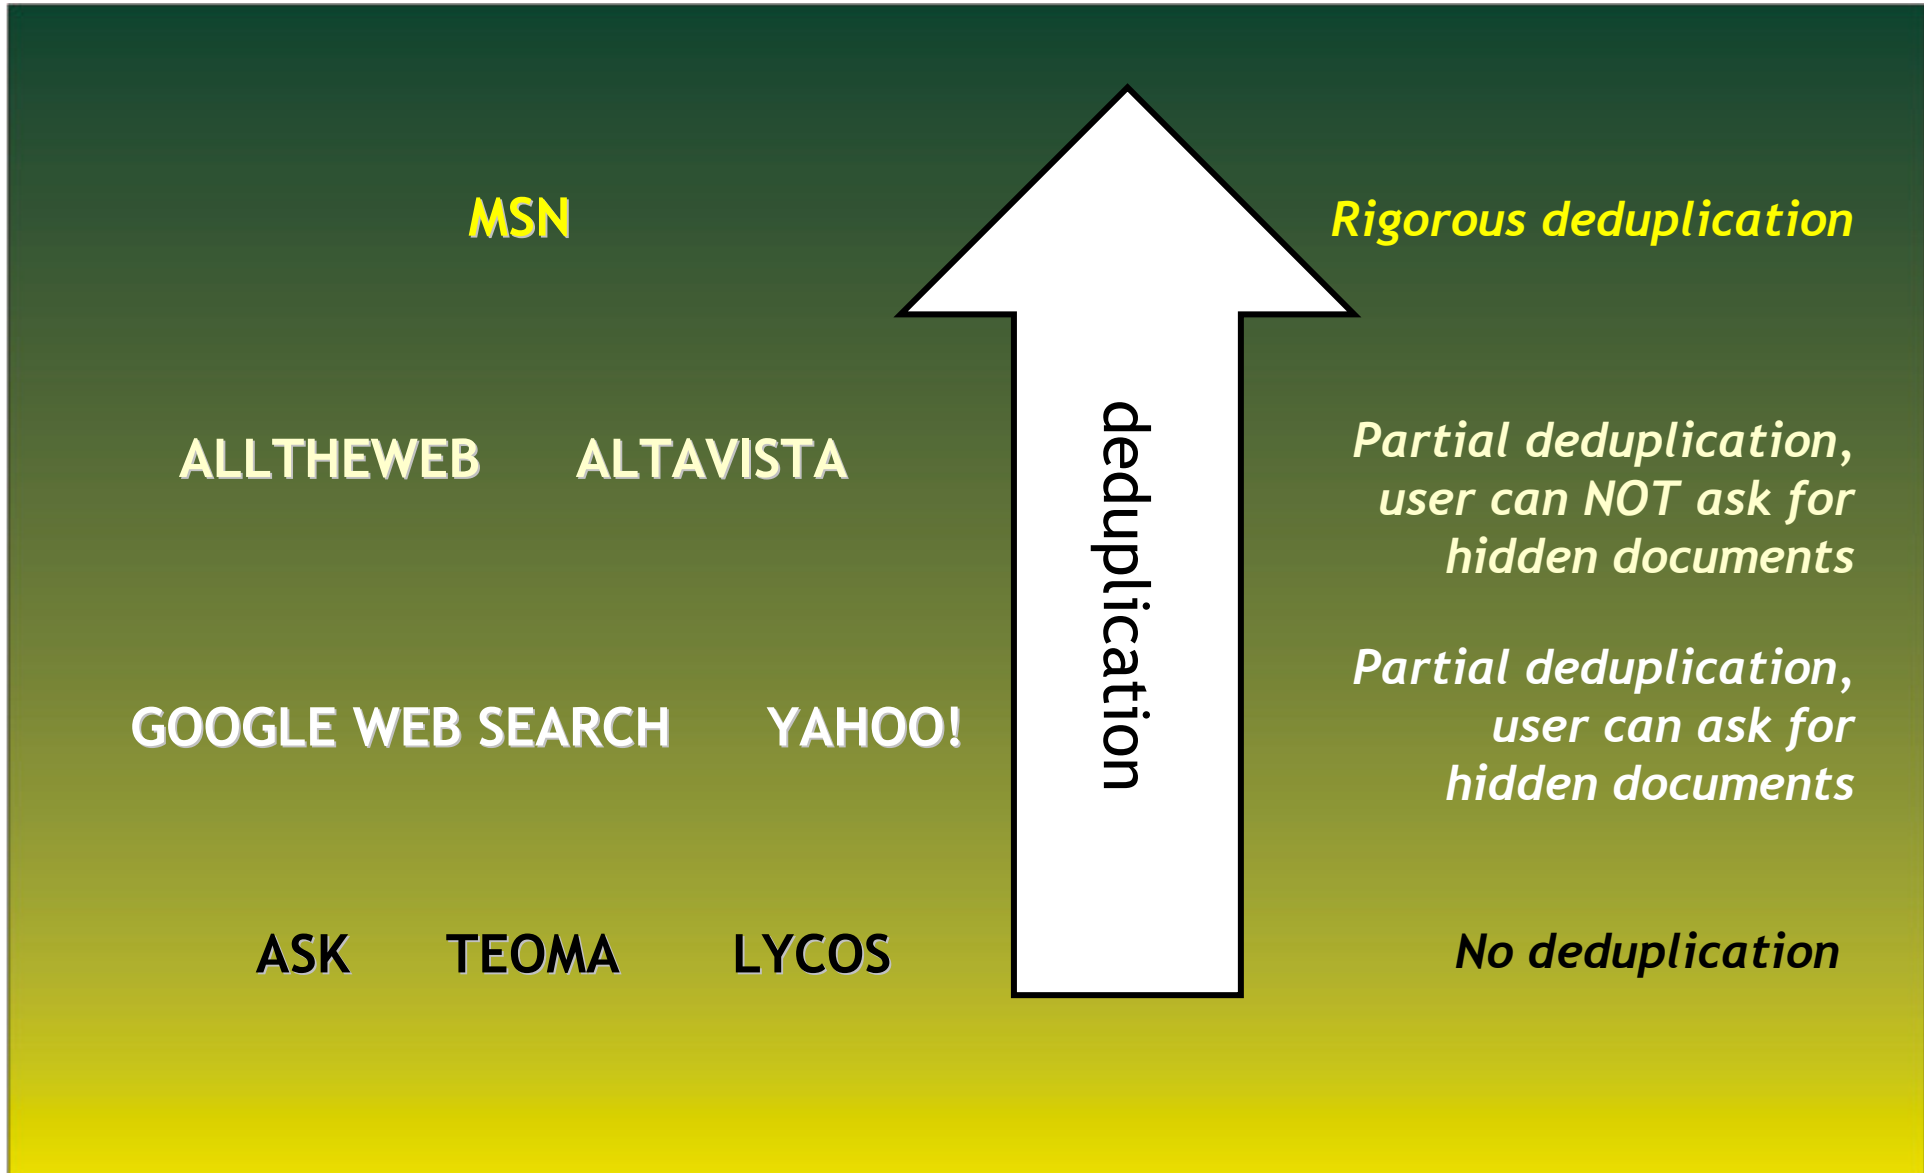 MSN
Rigorous deduplication
ALLTHEWEB ALTAVISTA
Partial deduplication,
user can NOT ask for
hidden documents
deduplication
GOOGLE WEB SEARCH YAHOO!
Partial deduplication,
user can ask for
hidden documents
ASK TEOMA LYCOS
No deduplication